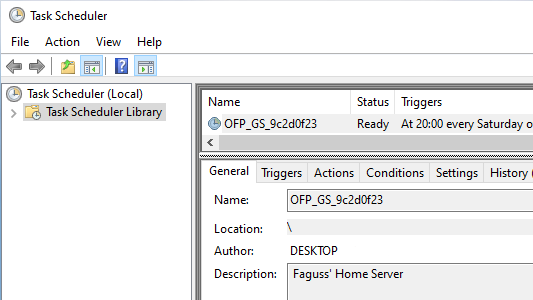 Task Scheduler
File Action View Help
Task Scheduler (Local)
Task Scheduler Library
Name Status Triggers
OFP_GS_9c2d0f23 Ready At 20:00 every Saturday o
General Triggers Actions Conditions Settings History (
Name: OFP_GS_9c2d0f23
Location: \
Author: DESKTOP
Description: Faguss' Home Server